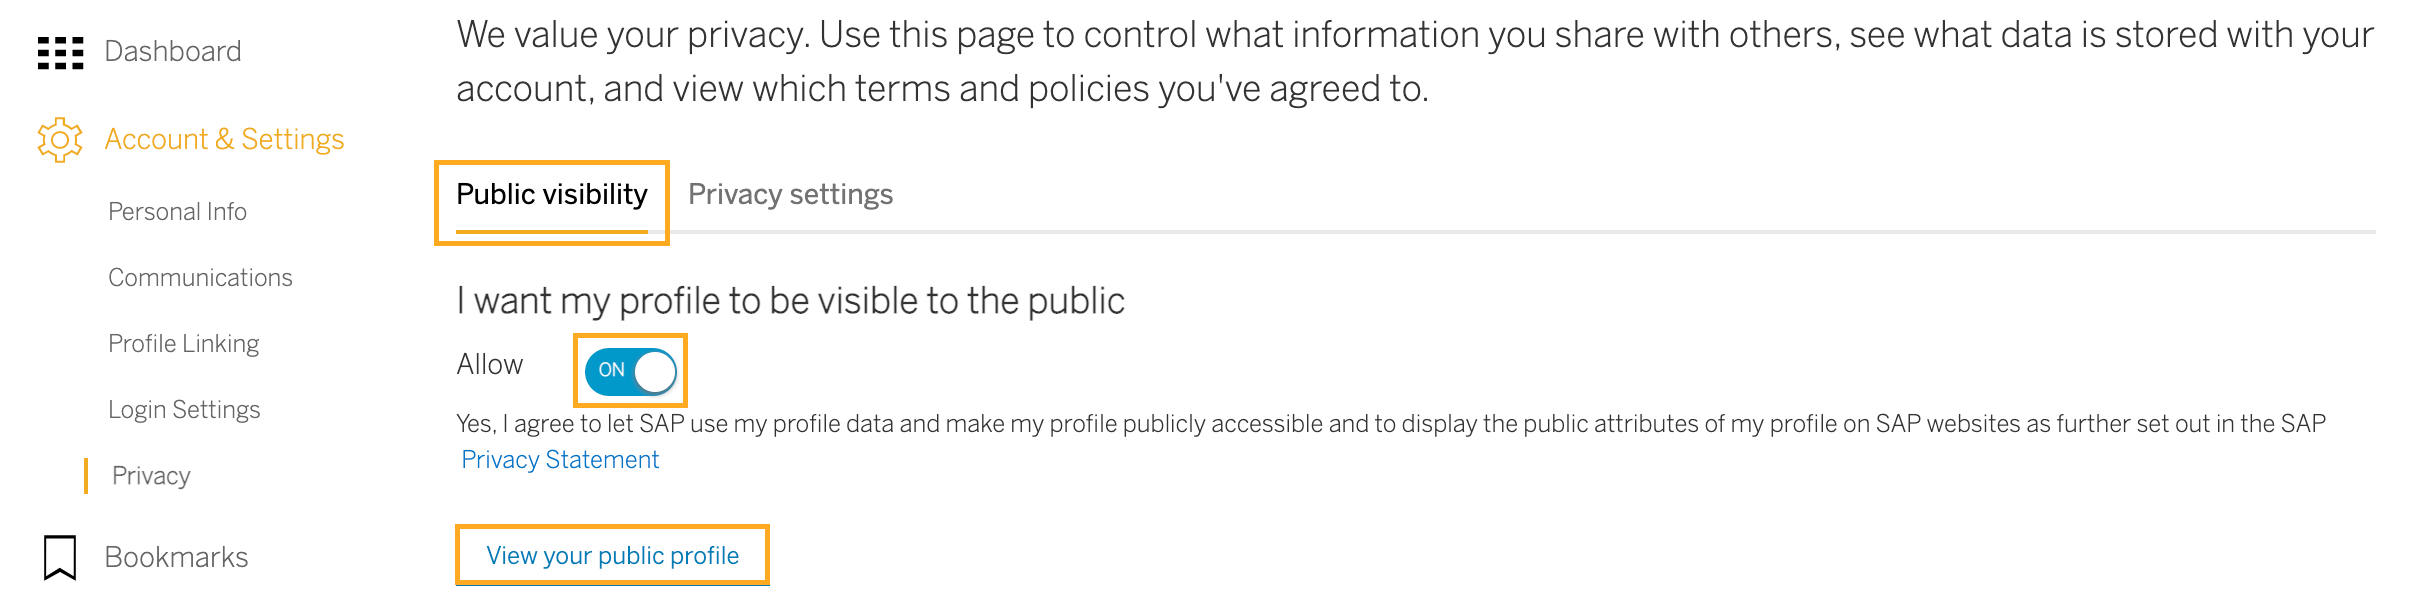 Dashboard
Account & Settings
Personal Info
Communications
Profile Linking
Login Settings
Privacy
Bookmarks
We value your privacy. Use this page to control what information you share with others, see what data is stored with your
account, and view which terms and policies you've agreed to.
Public visibility
Privacy settings
I want my profile to be visible to the public
Allow
ON
Yes, I agree to let SAP use my profile data and make my profile publicly accessible and to display the public attributes of my profile on SAP websites as further set out in the SAP
Privacy Statement
View your public profile